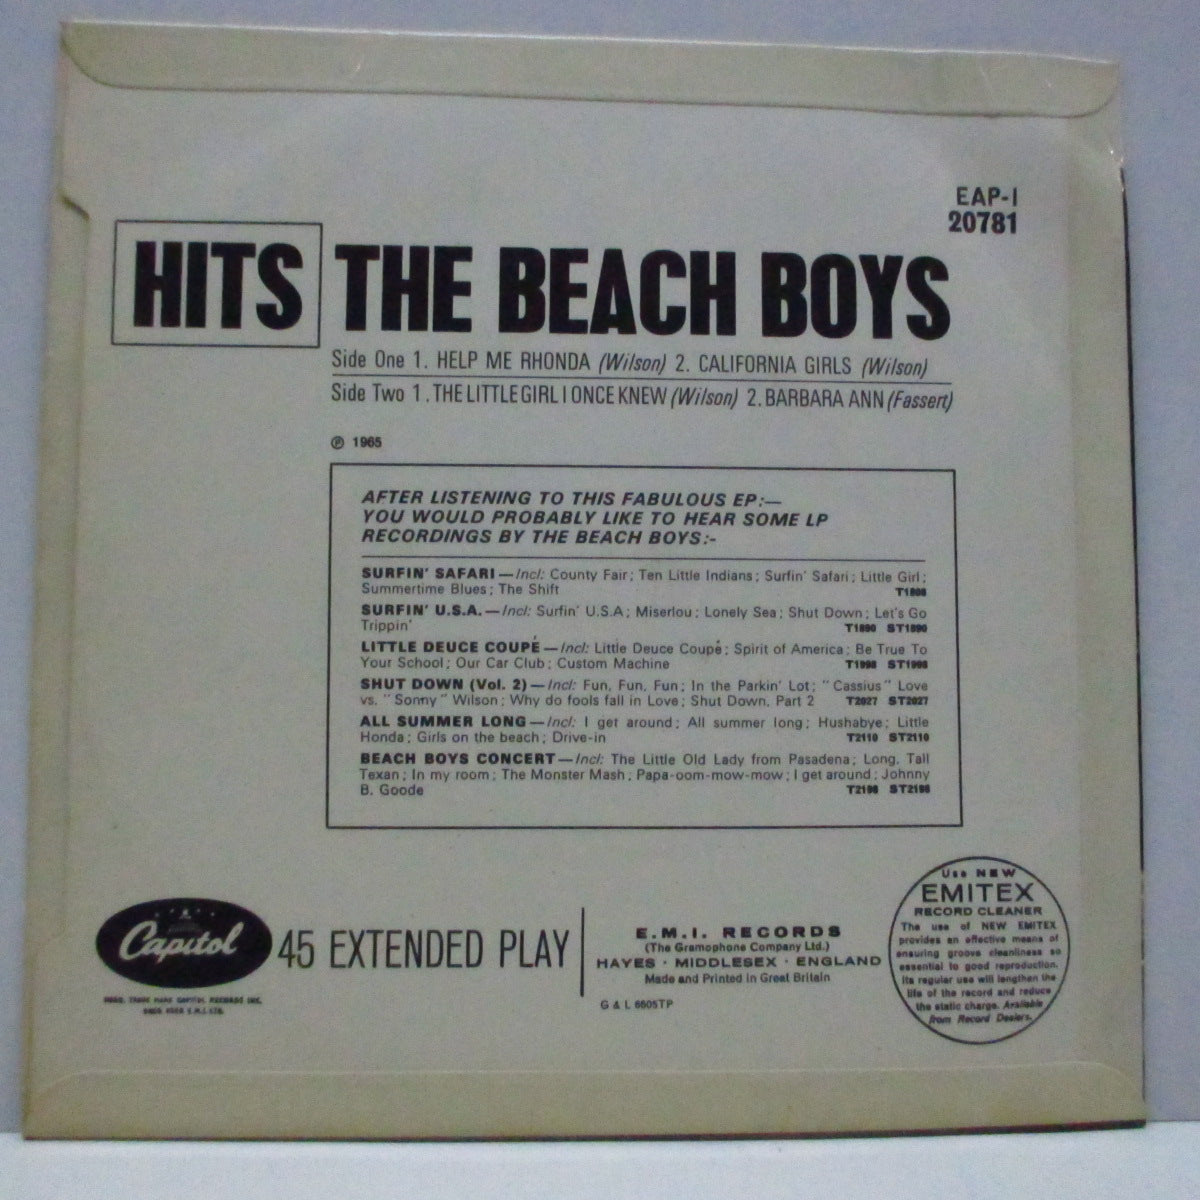 EAP-1
20781
HITS THE BEACH BOYS
Side One 1. HELP ME RHONDA (Wilson) 2. CALIFORNIA GIRLS (Wilson)
Side Two 1. THE LITTLE GIRL I ONCE KNEW (Wilson) 2. BARBARA ANN (Fassert)
℗ 1965
AFTER LISTENING TO THIS FABULOUS EP:—
YOU WOULD PROBABLY LIKE TO HEAR SOME LP
RECORDINGS BY THE BEACH BOYS:-
SURFIN' SAFARI—Incl: County Fair; Ten Little Indians; Surfin' Safari; Little Girl;
Summertime Blues; The Shift T1808
SURFIN' U.S.A.—Incl: Surfin' U.S.A; Miserlou; Lonely Sea; Shut Down; Let's Go
Trippin' T1890 ST1890
LITTLE DEUCE COUPÉ—Incl: Little Deuce Coupé; Spirit of America; Be True To
Your School; Our Car Club; Custom Machine T1998 ST1998
SHUT DOWN (Vol. 2)—Incl: Fun, Fun, Fun; In the Parkin' Lot; "Cassius" Love
vs. "Sonny" Wilson; Why do fools fall in Love; Shut Down, Part 2 T2027 ST2027
ALL SUMMER LONG—Incl: I get around; All summer long; Hushabye; Little
Honda; Girls on the beach; Drive-in T2110 ST2110
BEACH BOYS CONCERT—Incl: The Little Old Lady from Pasadena; Long, Tall
Texan; In my room; The Monster Mash; Papa-oom-mow-mow; I get around; Johnny
B. Goode T2198 ST2198
Capitol
REGD. TRADE MARK CAPITOL RECORDS INC.
REGD. USER E.M.I. LTD.
45 EXTENDED PLAY
E.M.I. RECORDS
(The Gramophone Company Ltd.)
HAYES · MIDDLESEX · ENGLAND
Made and Printed in Great Britain
G & L 6605TP
Use NEW
EMITEX
RECORD CLEANER
The use of NEW EMITEX
provides an effective means of
ensuring groove cleanliness so
essential to good reproduction.
Its regular use will lengthen the
life of the record and reduce
the static charge. Available
from Record Dealers.